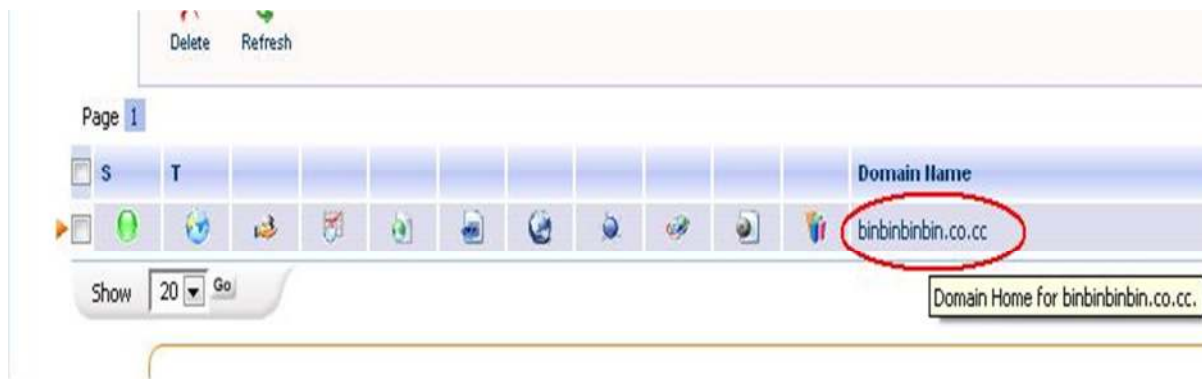 Delete Refresh
Page 1
S T Domain Name
binbinbinbin.co.cc
Show 20 Go
Domain Home for binbinbinbin.co.cc.